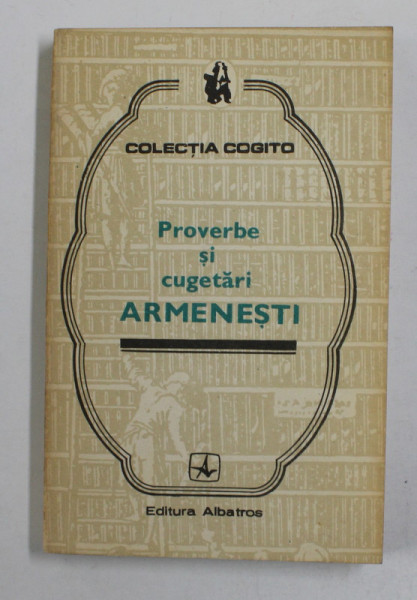 COLECȚIA COGITO
Proverbe
și
cugetări
ARMENEȘTI
Editura Albatros